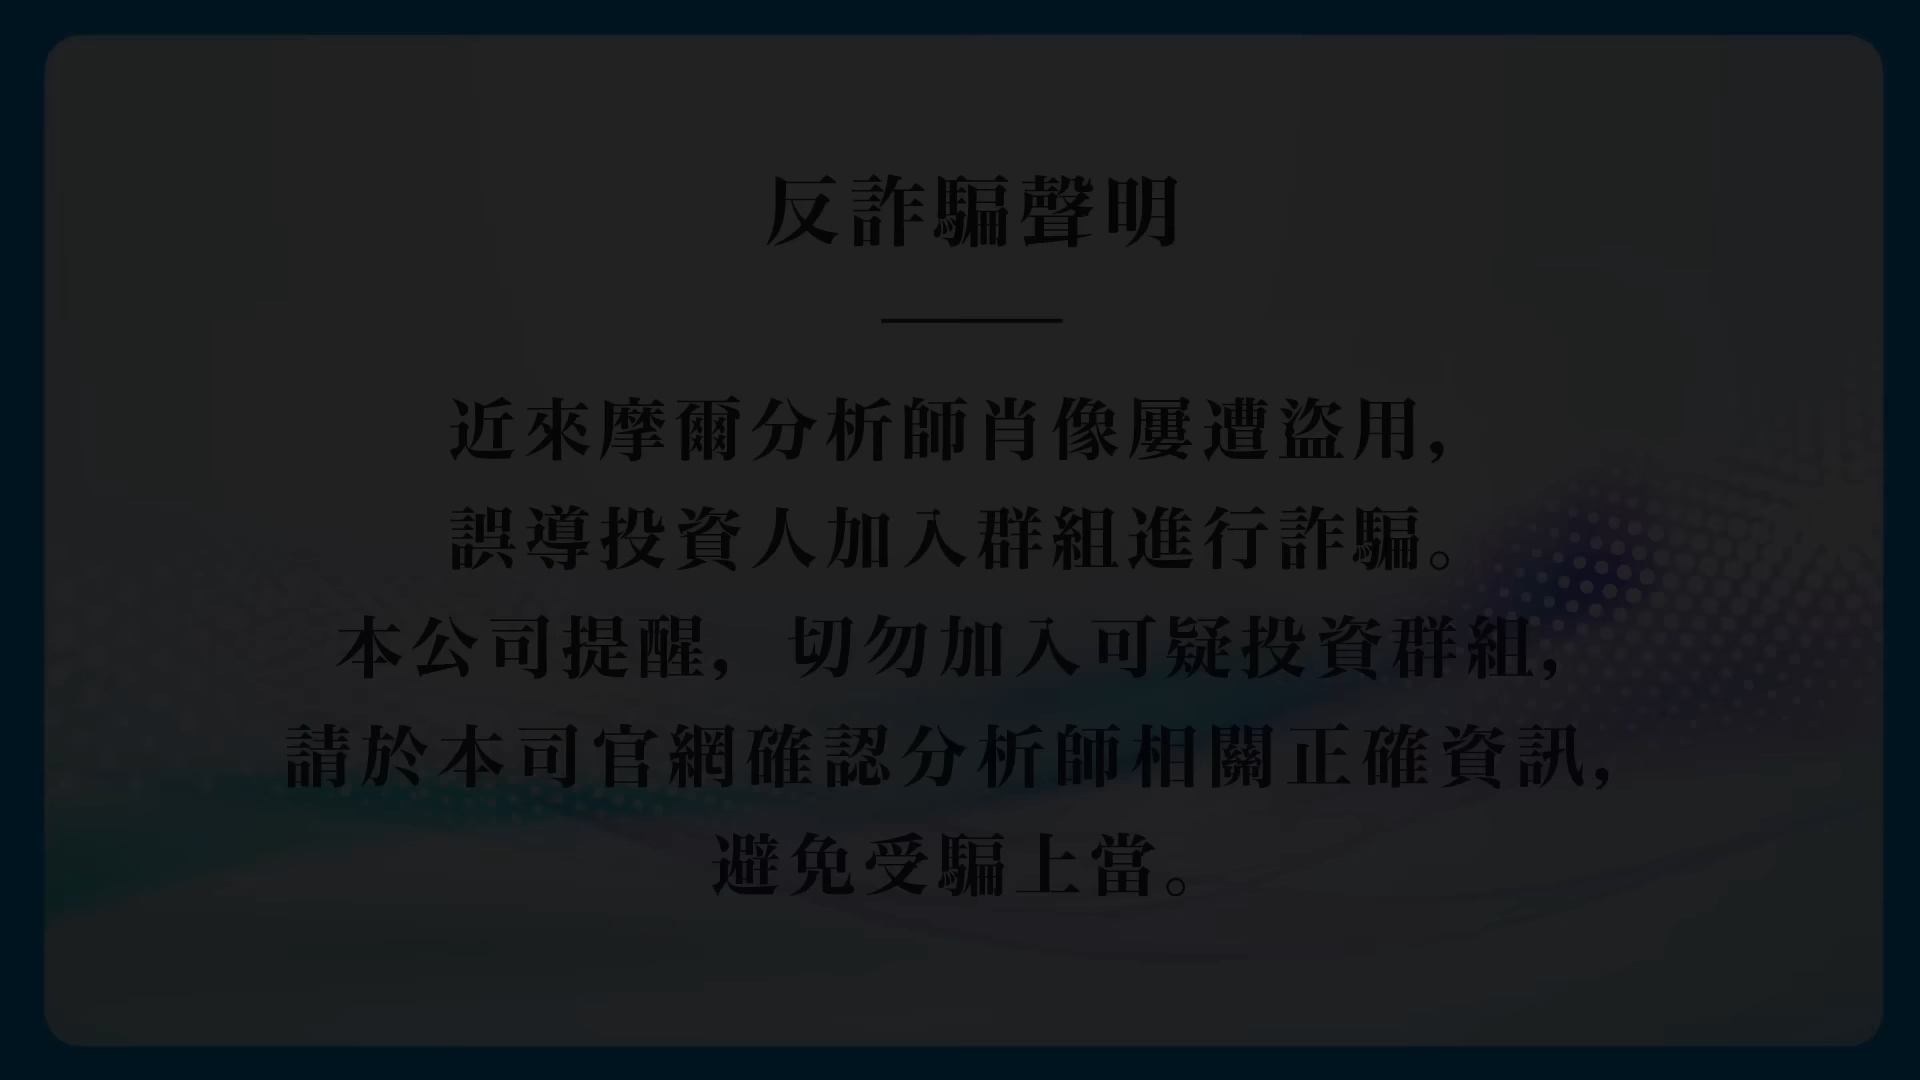 反詐騙聲明
近來摩爾分析師肖像屢遭盜用，
誤導投資人加入群組進行詐騙。
本公司提醒，切勿加入可疑投資群組，
請於本司官網確認分析師相關正確資訊，
避免受騙上當。